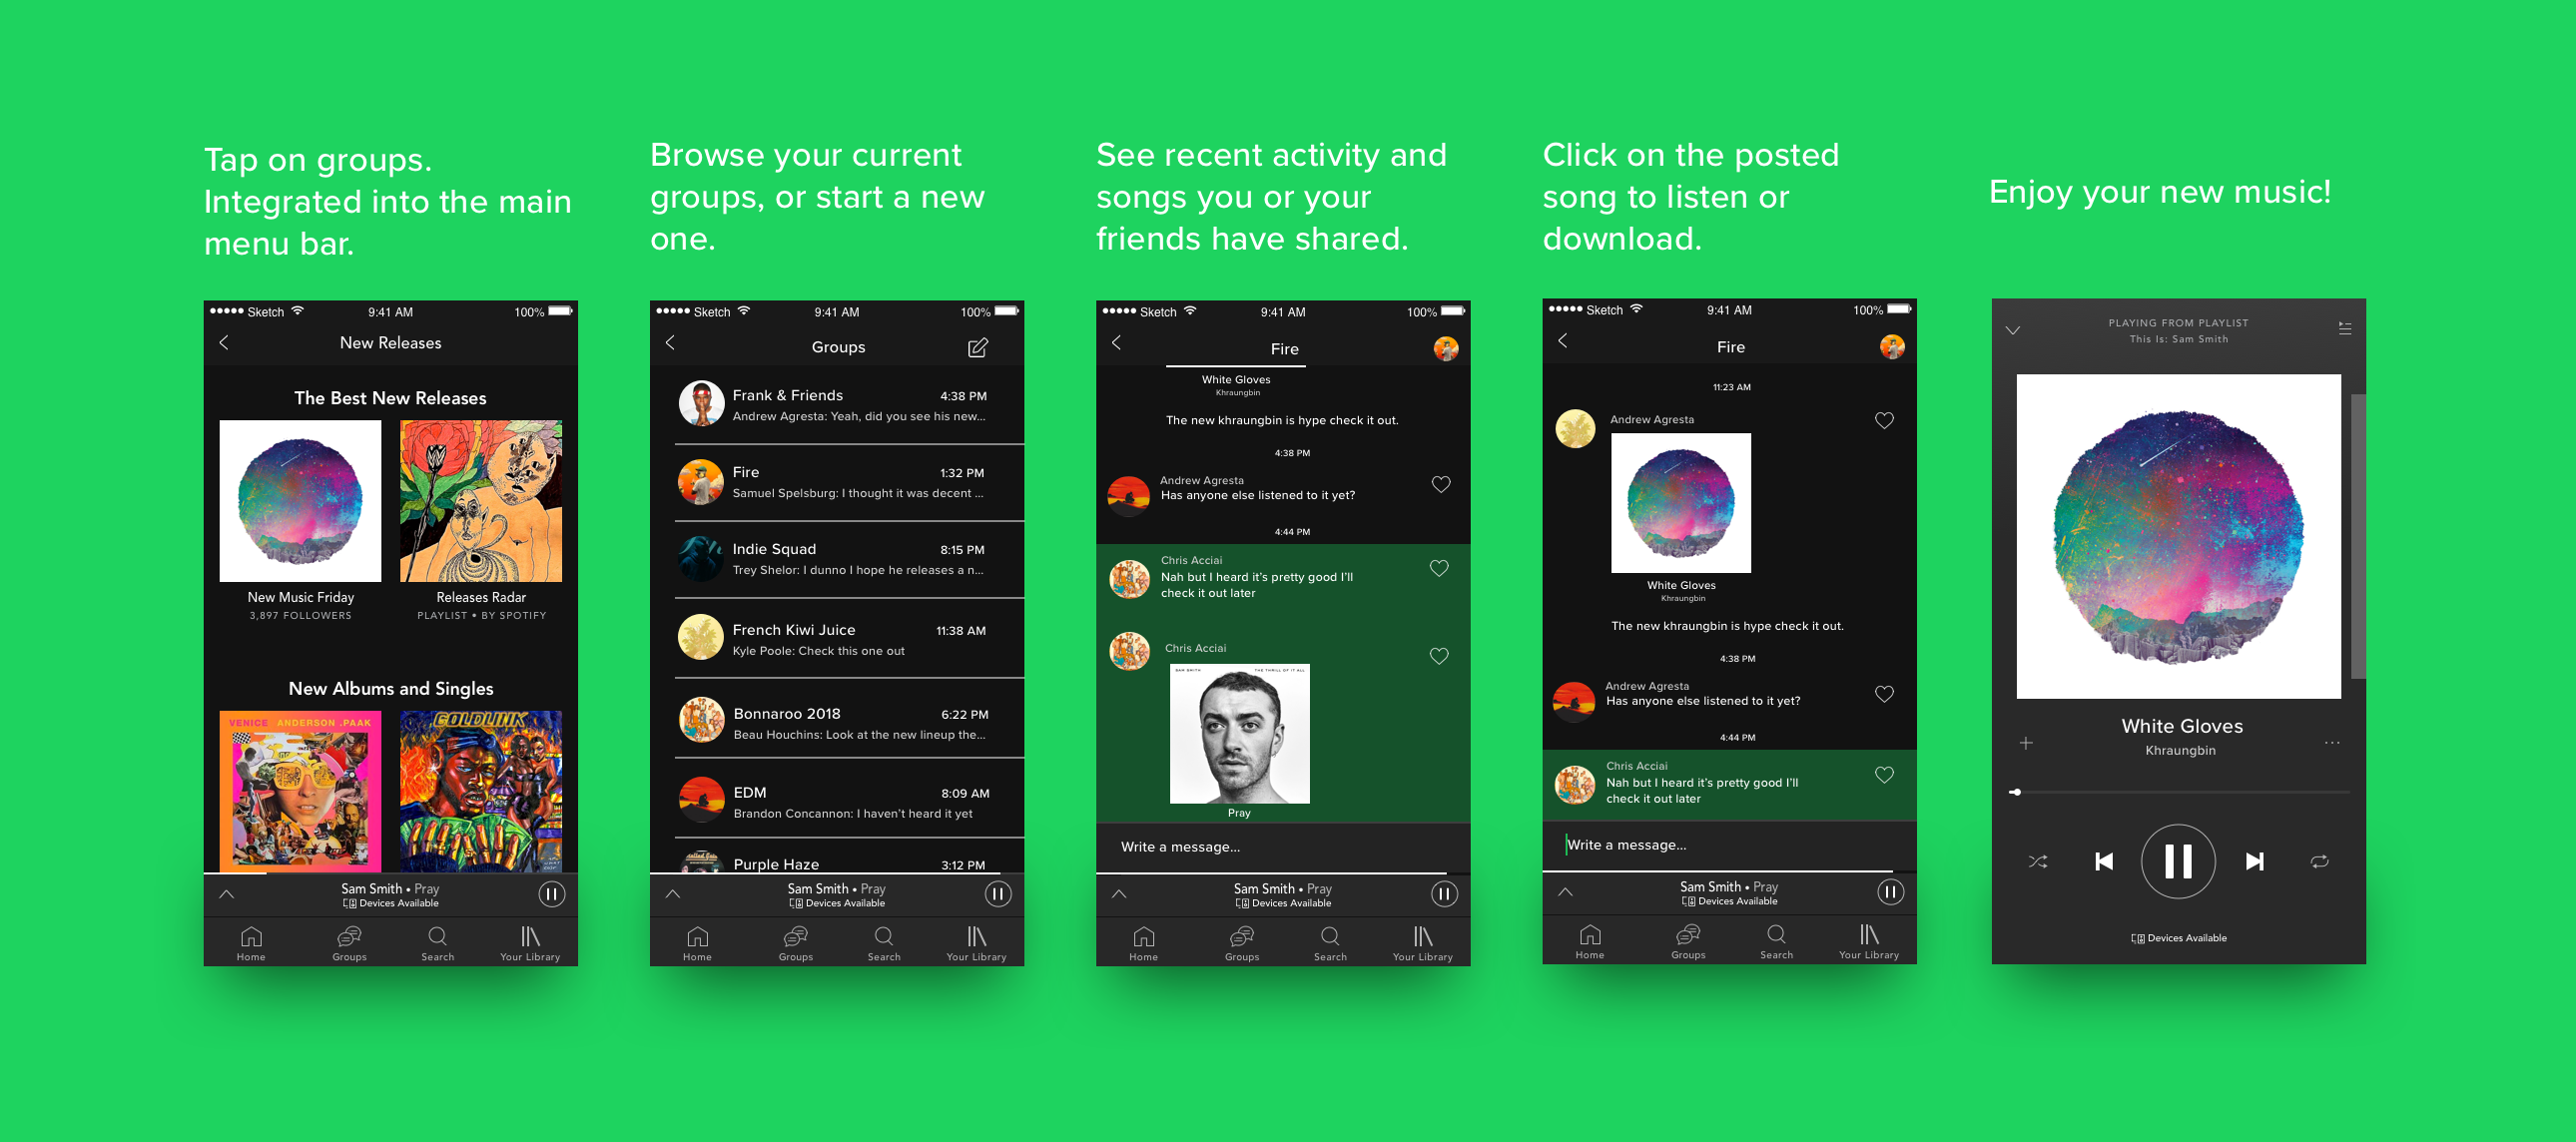 Tap on groups.
Integrated into the main
menu bar.
Sketch 9:41 AM 100%
New Releases
The Best New Releases
New Music Friday
3,897 FOLLOWERS
Releases Radar
PLAYLIST • BY SPOTIFY
New Albums and Singles
VENICE ANDERSON .PAAK
GOLDLINK
Sam Smith • Pray
Devices Available
Home Groups Search Your Library
Browse your current
groups, or start a new
one.
Sketch 9:41 AM 100%
Groups
Frank & Friends 4:38 PM
Andrew Agresta: Yeah, did you see his new...
Fire 1:32 PM
Samuel Spelsburg: I thought it was decent ...
Indie Squad 8:15 PM
Trey Shelor: I dunno I hope he releases a n...
French Kiwi Juice 11:38 AM
Kyle Poole: Check this one out
Bonnaroo 2018 6:22 PM
Beau Houchins: Look at the new lineup the...
EDM 8:09 AM
Brandon Concannon: I haven't heard it yet
Purple Haze 3:12 PM
Sam Smith • Pray
Devices Available
Home Groups Search Your Library
See recent activity and
songs you or your
friends have shared.
Sketch 9:41 AM 100%
Fire
White Gloves
Khraungbin
The new khraungbin is hype check it out.
4:38 PM
Andrew Agresta
Has anyone else listened to it yet?
4:44 PM
Chris Acciai
Nah but I heard it's pretty good I'll
check it out later
Chris Acciai
SAM SMITH THE THRILL OF IT ALL
Pray
Write a message...
Sam Smith • Pray
Devices Available
Home Groups Search Your Library
Click on the posted
song to listen or
download.
Sketch 9:41 AM 100%
Fire
11:23 AM
Andrew Agresta
White Gloves
Khraungbin
The new khraungbin is hype check it out.
4:38 PM
Andrew Agresta
Has anyone else listened to it yet?
4:44 PM
Chris Acciai
Nah but I heard it's pretty good I'll
check it out later
Write a message...
Sam Smith • Pray
Devices Available
Home Groups Search Your Library
Enjoy your new music!
PLAYING FROM PLAYLIST
This Is: Sam Smith
White Gloves
Khraungbin
Devices Available